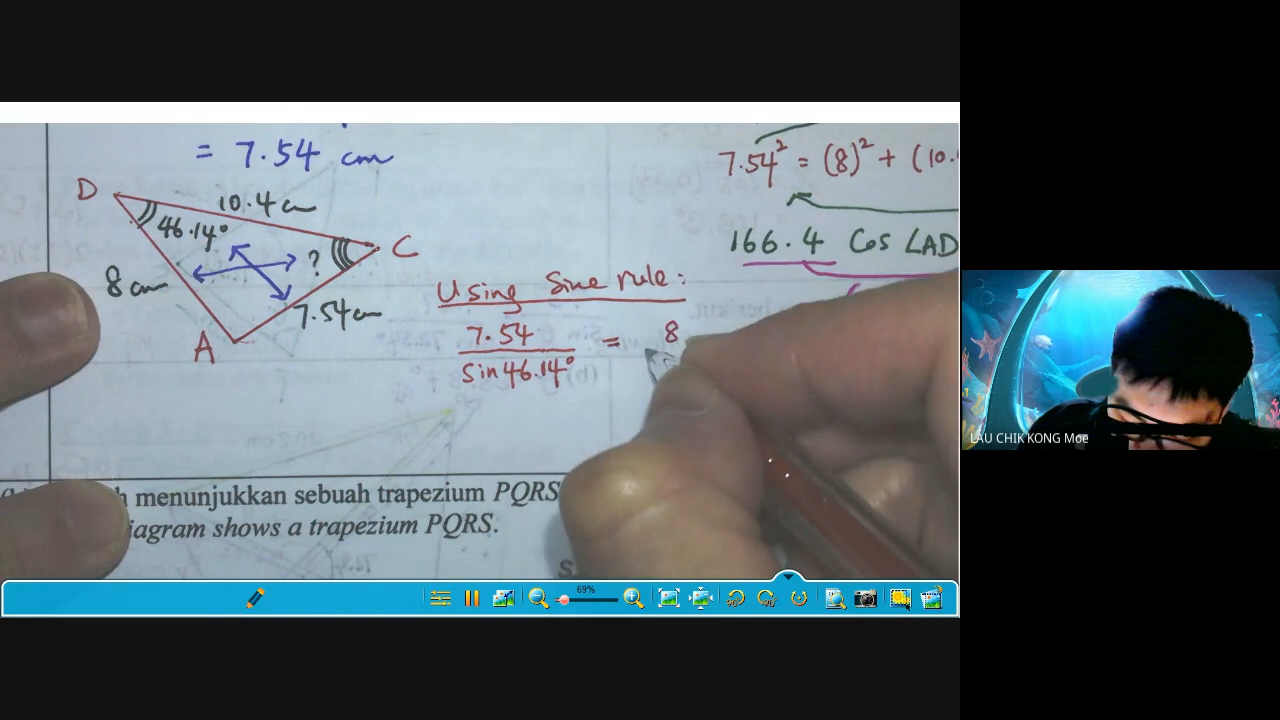 = 7.54 cm
D
10.4 cm
46.14°
C
?
8 cm
7.54 cm
A
Using Sine rule:
7.54
sin 46.14°
=
8
7.54² = (8)² + (10.
166.4 Cos LAD
menunjukkan sebuah trapezium PQRS
iagram shows a trapezium PQRS.
S
69%
LAU CHIK KONG Moe